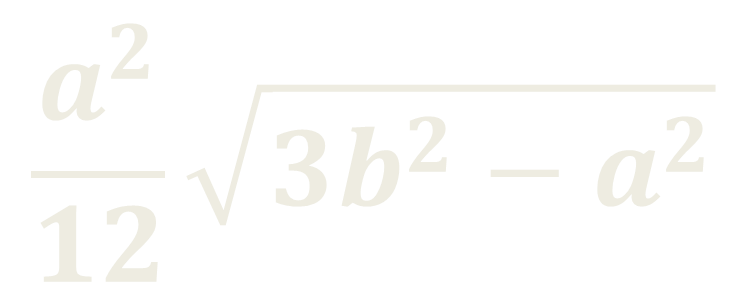 a²/12 √(3b² − a²)